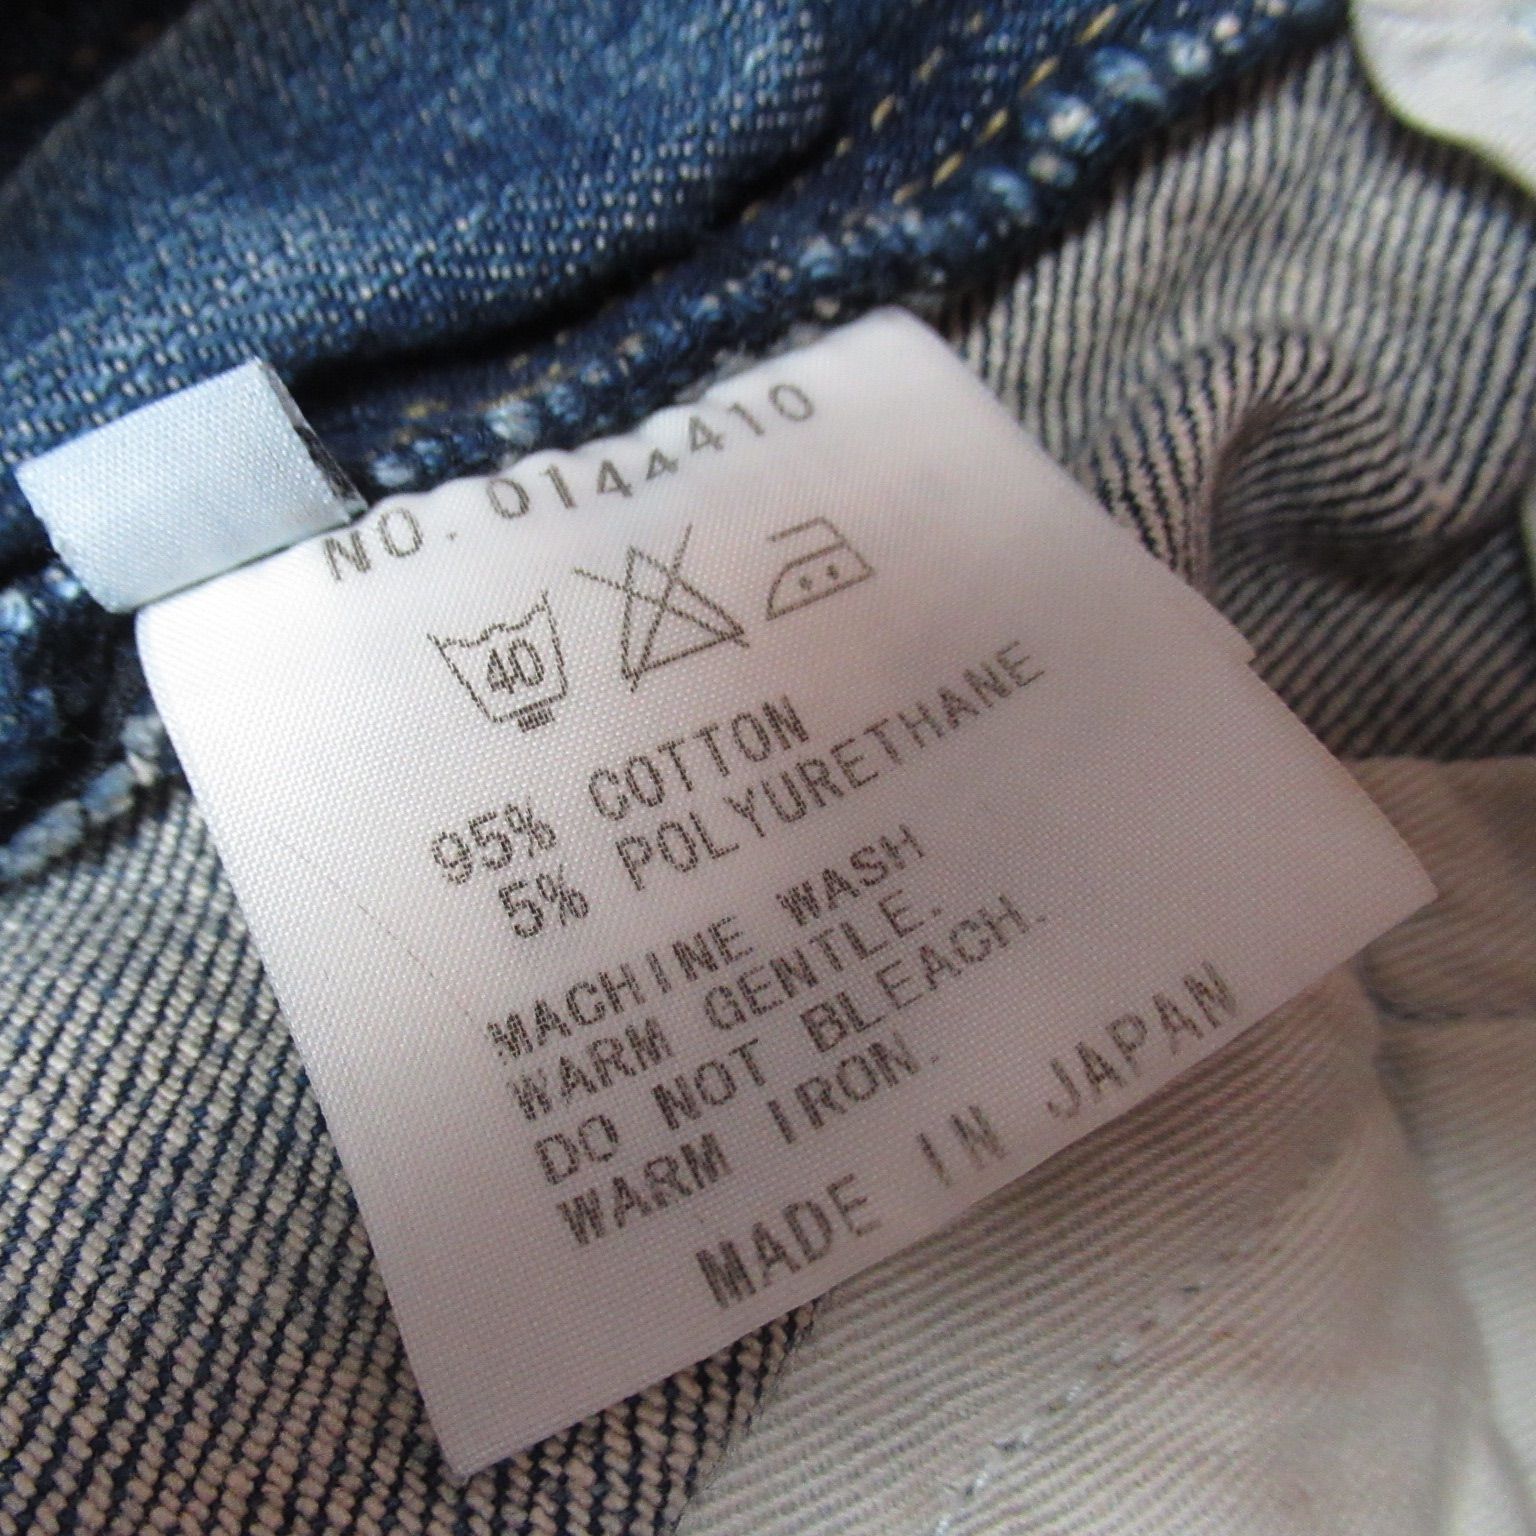 NO. 0144410
40
95% COTTON
5% POLYURETHANE
MACHINE WASH
WARM GENTLE.
DO NOT BLEACH.
WARM IRON.
MADE IN JAPAN